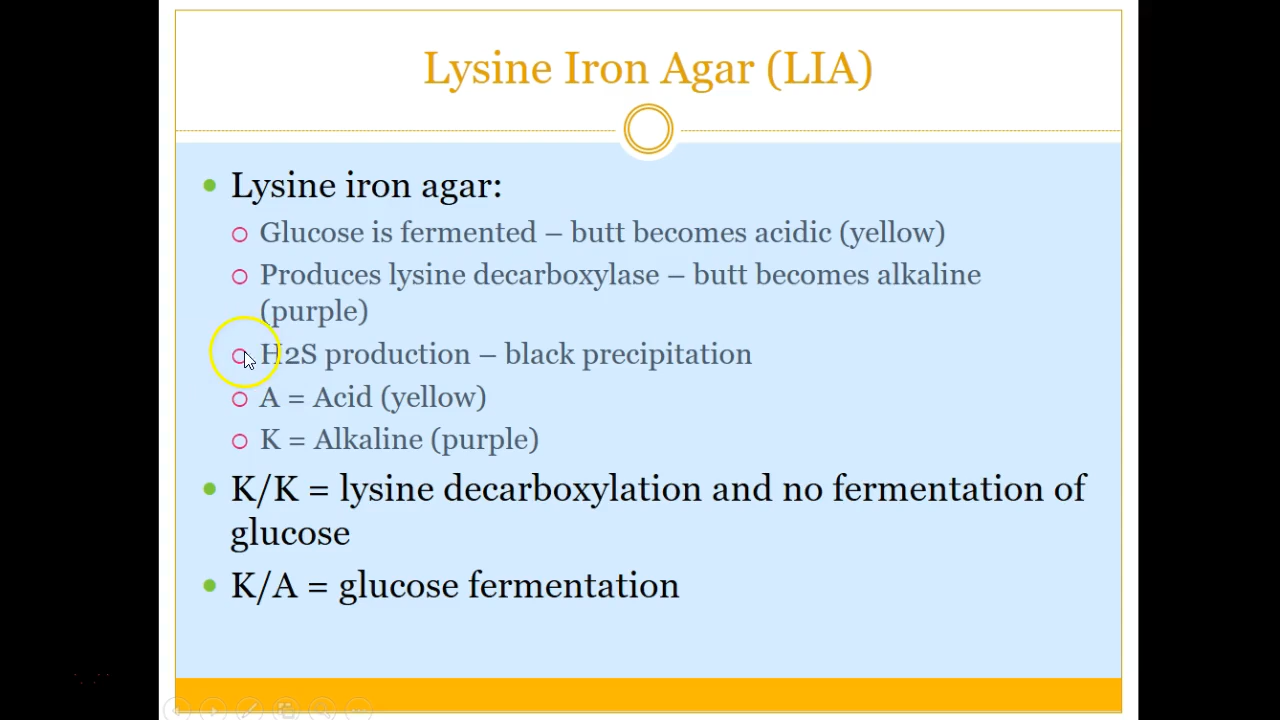 Lysine Iron Agar (LIA)
Lysine iron agar:
Glucose is fermented – butt becomes acidic (yellow)
Produces lysine decarboxylase – butt becomes alkaline
(purple)
H2S production – black precipitation
A = Acid (yellow)
K = Alkaline (purple)
K/K = lysine decarboxylation and no fermentation of
glucose
K/A = glucose fermentation